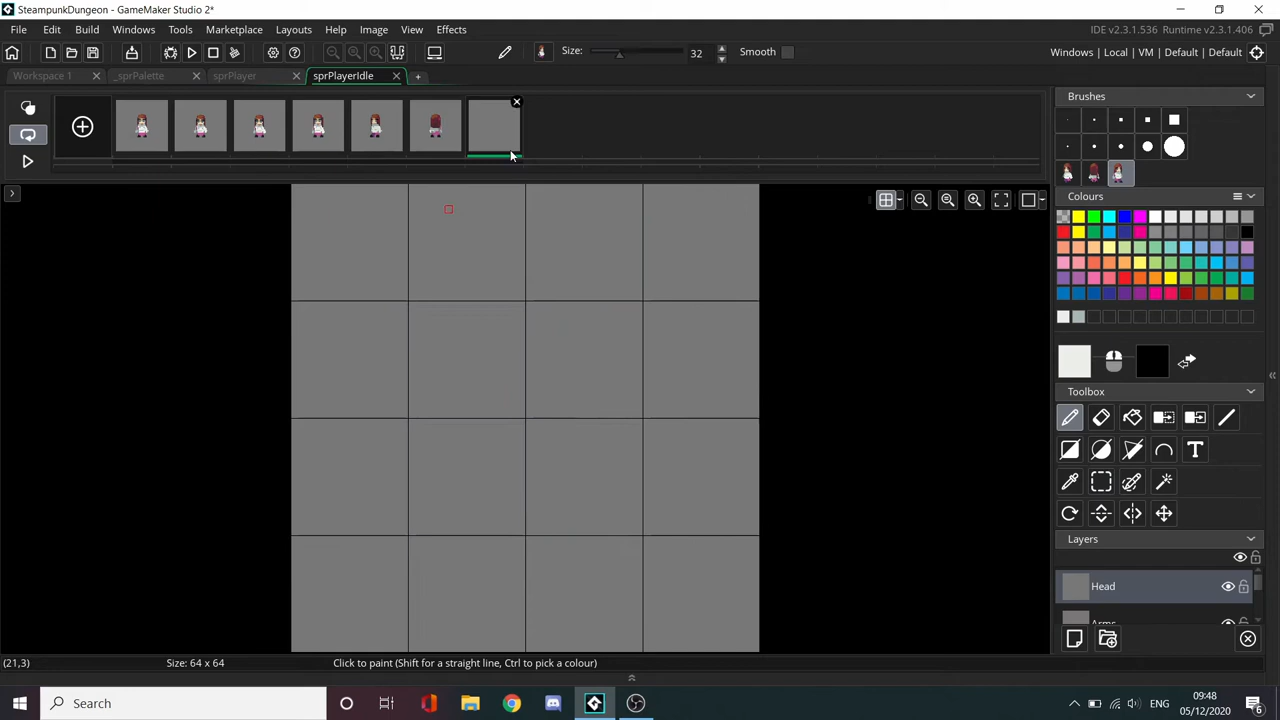 SteampunkDungeon - GameMaker Studio 2*
File Edit Build Windows Tools Marketplace Layouts Help Image View Effects
IDE v2.3.1.536 Runtime v2.3.1.406
Size: 32 Smooth
Windows | Local | VM | Default | Default
Workspace 1 _sprPalette sprPlayer sprPlayerIdle
Brushes
Colours
Toolbox
T
Layers
Head
Arms
(21,3) Size: 64 x 64 Click to paint (Shift for a straight line, Ctrl to pick a colour)
Search
ENG
09:48
05/12/2020
6